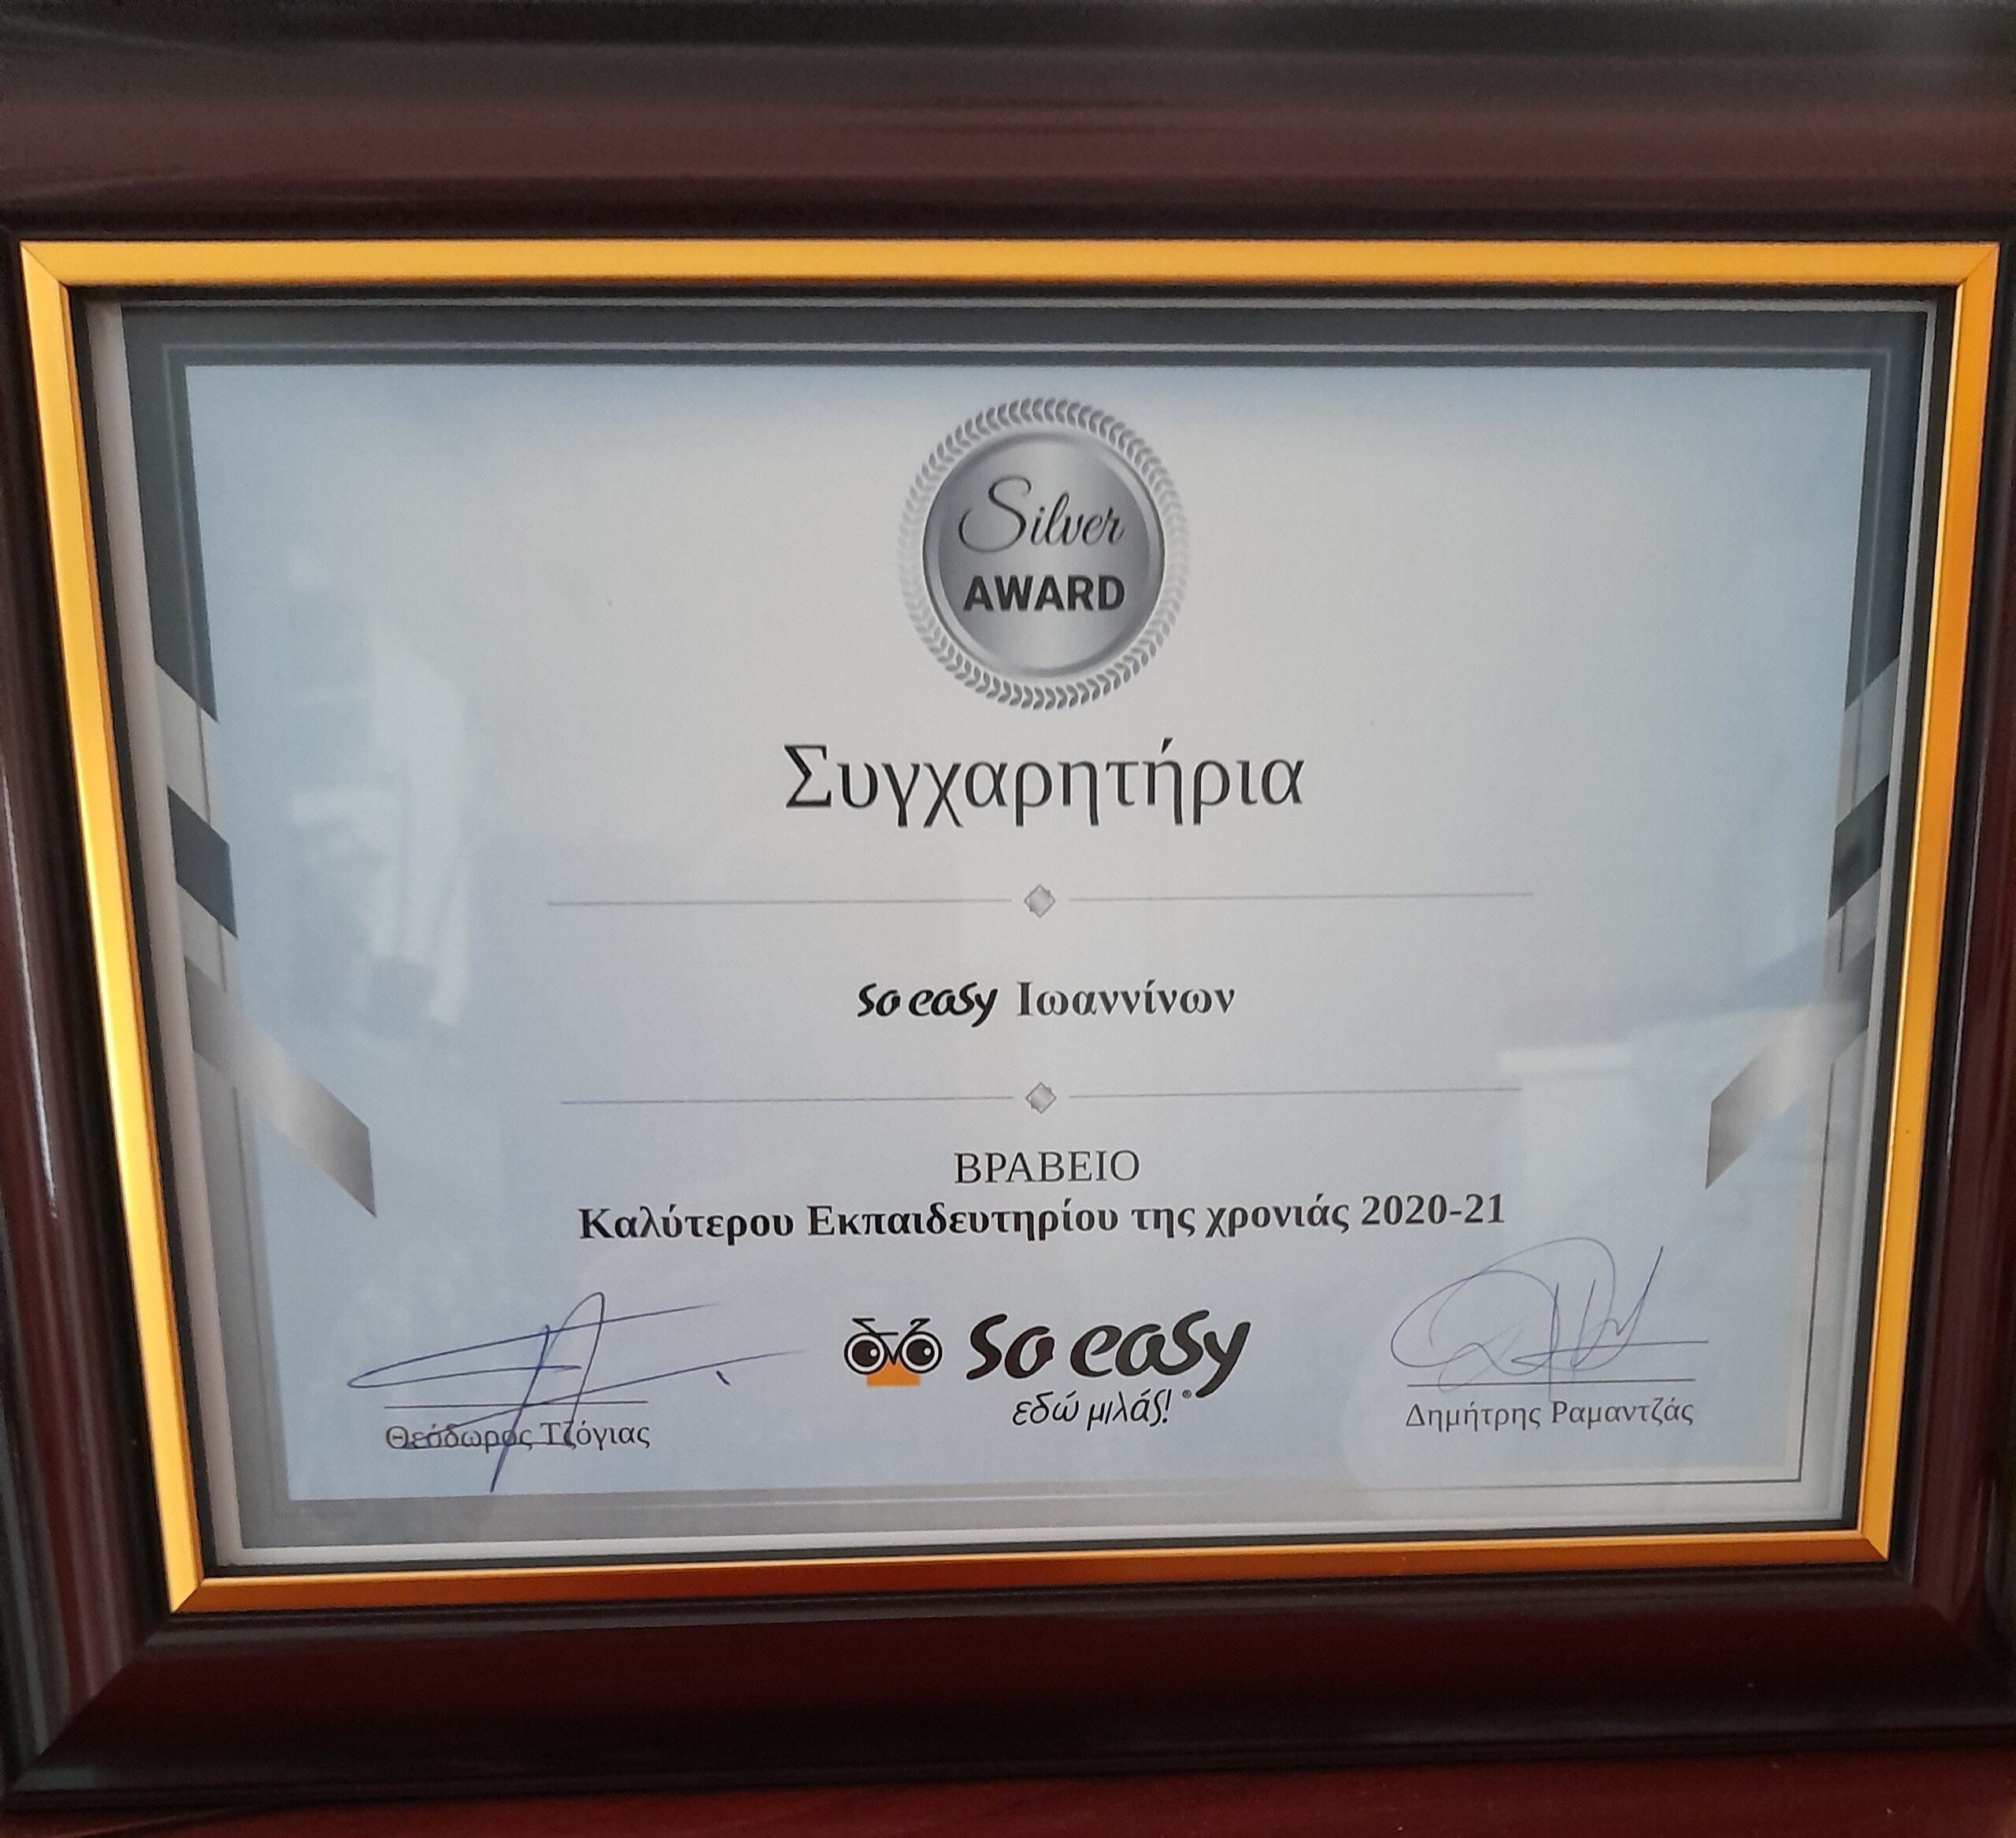 Silver
AWARD
Συγχαρητήρια
so easy Ιωαννίνων
ΒΡΑΒΕΙΟ
Καλύτερου Εκπαιδευτηρίου της χρονιάς 2020-21
so easy
εδώ μιλάς! ®
Θεόδωρος Τζόγιας
Δημήτρης Ραμαντζάς